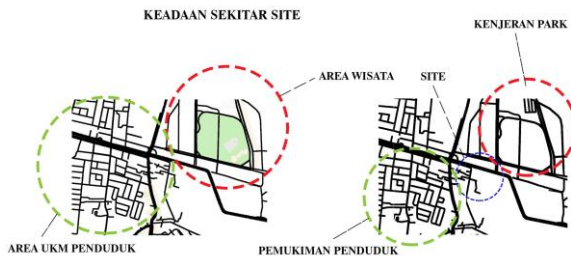 KEADAAN SEKITAR SITE
KENJERAN PARK
AREA WISATA
SITE
AREA UKM PENDUDUK
PEMUKIMAN PENDUDUK